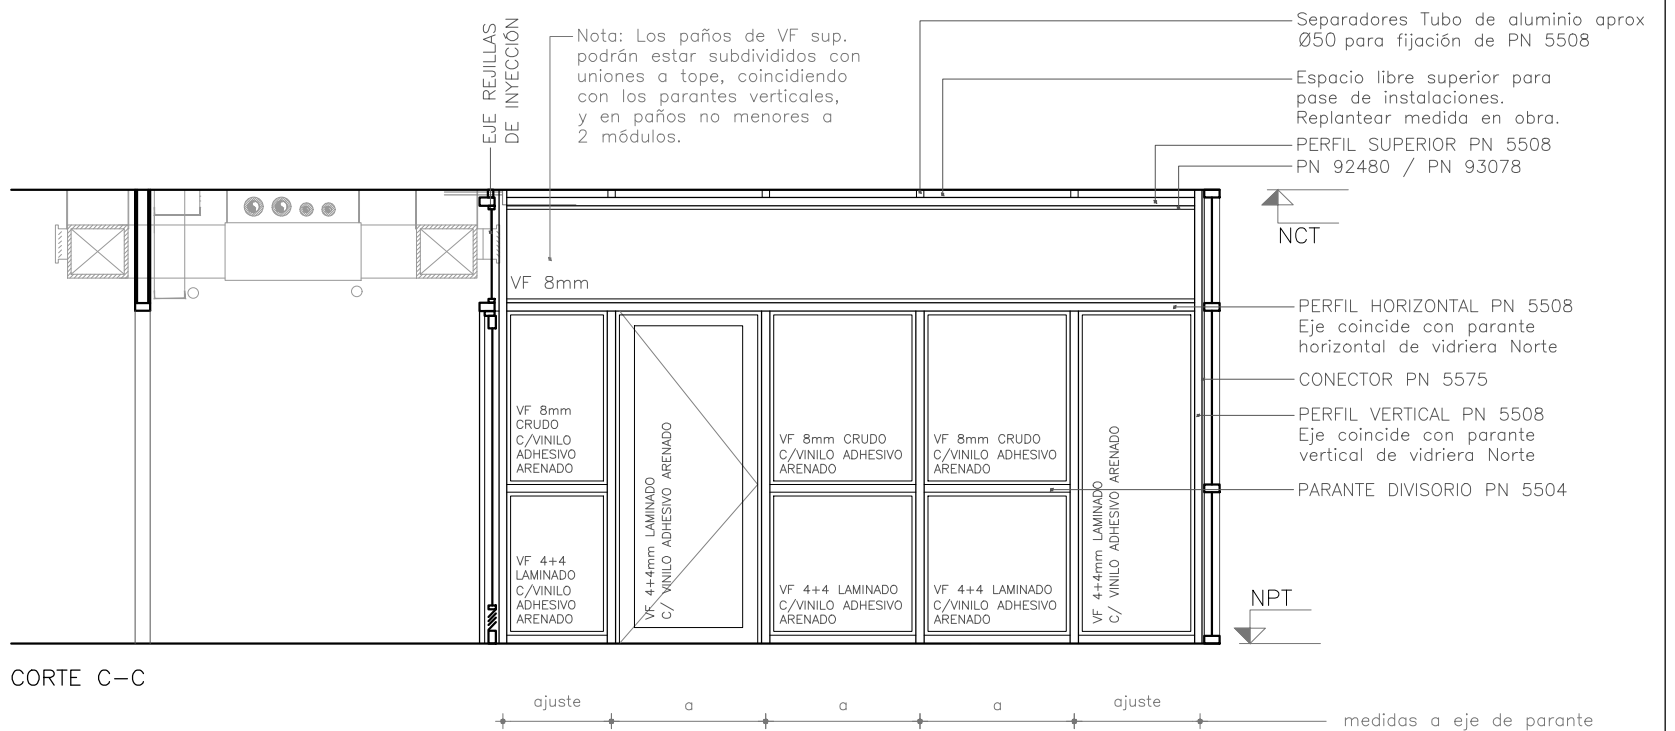 EJE REJILLAS
DE INYECCIÓN
Nota: Los paños de VF sup.
podrán estar subdivididos con
uniones a tope, coincidiendo
con los parantes verticales,
y en paños no menores a
2 módulos.
Separadores Tubo de aluminio aprox
Ø50 para fijación de PN 5508
Espacio libre superior para
pase de instalaciones.
Replantear medida en obra.
PERFIL SUPERIOR PN 5508
PN 92480 / PN 93078
NCT
VF 8mm
PERFIL HORIZONTAL PN 5508
Eje coincide con parante
horizontal de vidriera Norte
CONECTOR PN 5575
PERFIL VERTICAL PN 5508
Eje coincide con parante
vertical de vidriera Norte
PARANTE DIVISORIO PN 5504
VF 8mm
CRUDO
C/VINILO
ADHESIVO
ARENADO
VF 4+4mm LAMINADO
C/ VINILO ADHESIVO ARENADO
VF 8mm CRUDO
C/VINILO ADHESIVO
ARENADO
VF 8mm CRUDO
C/VINILO ADHESIVO
ARENADO
VF 4+4mm LAMINADO
C/ VINILO ADHESIVO ARENADO
VF 4+4
LAMINADO
C/VINILO
ADHESIVO
ARENADO
VF 4+4 LAMINADO
C/VINILO ADHESIVO
ARENADO
VF 4+4 LAMINADO
C/VINILO ADHESIVO
ARENADO
NPT
CORTE C-C
ajuste a a a ajuste
medidas a eje de parante